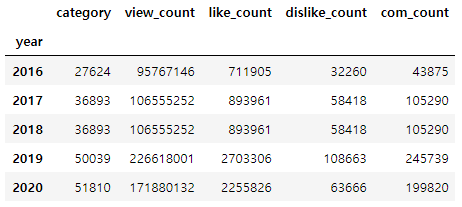 category view_count like_count dislike_count com_count
year
2016 27624 95767146 711905 32260 43875
2017 36893 106555252 893961 58418 105290
2018 36893 106555252 893961 58418 105290
2019 50039 226618001 2703306 108663 245739
2020 51810 171880132 2255826 63666 199820